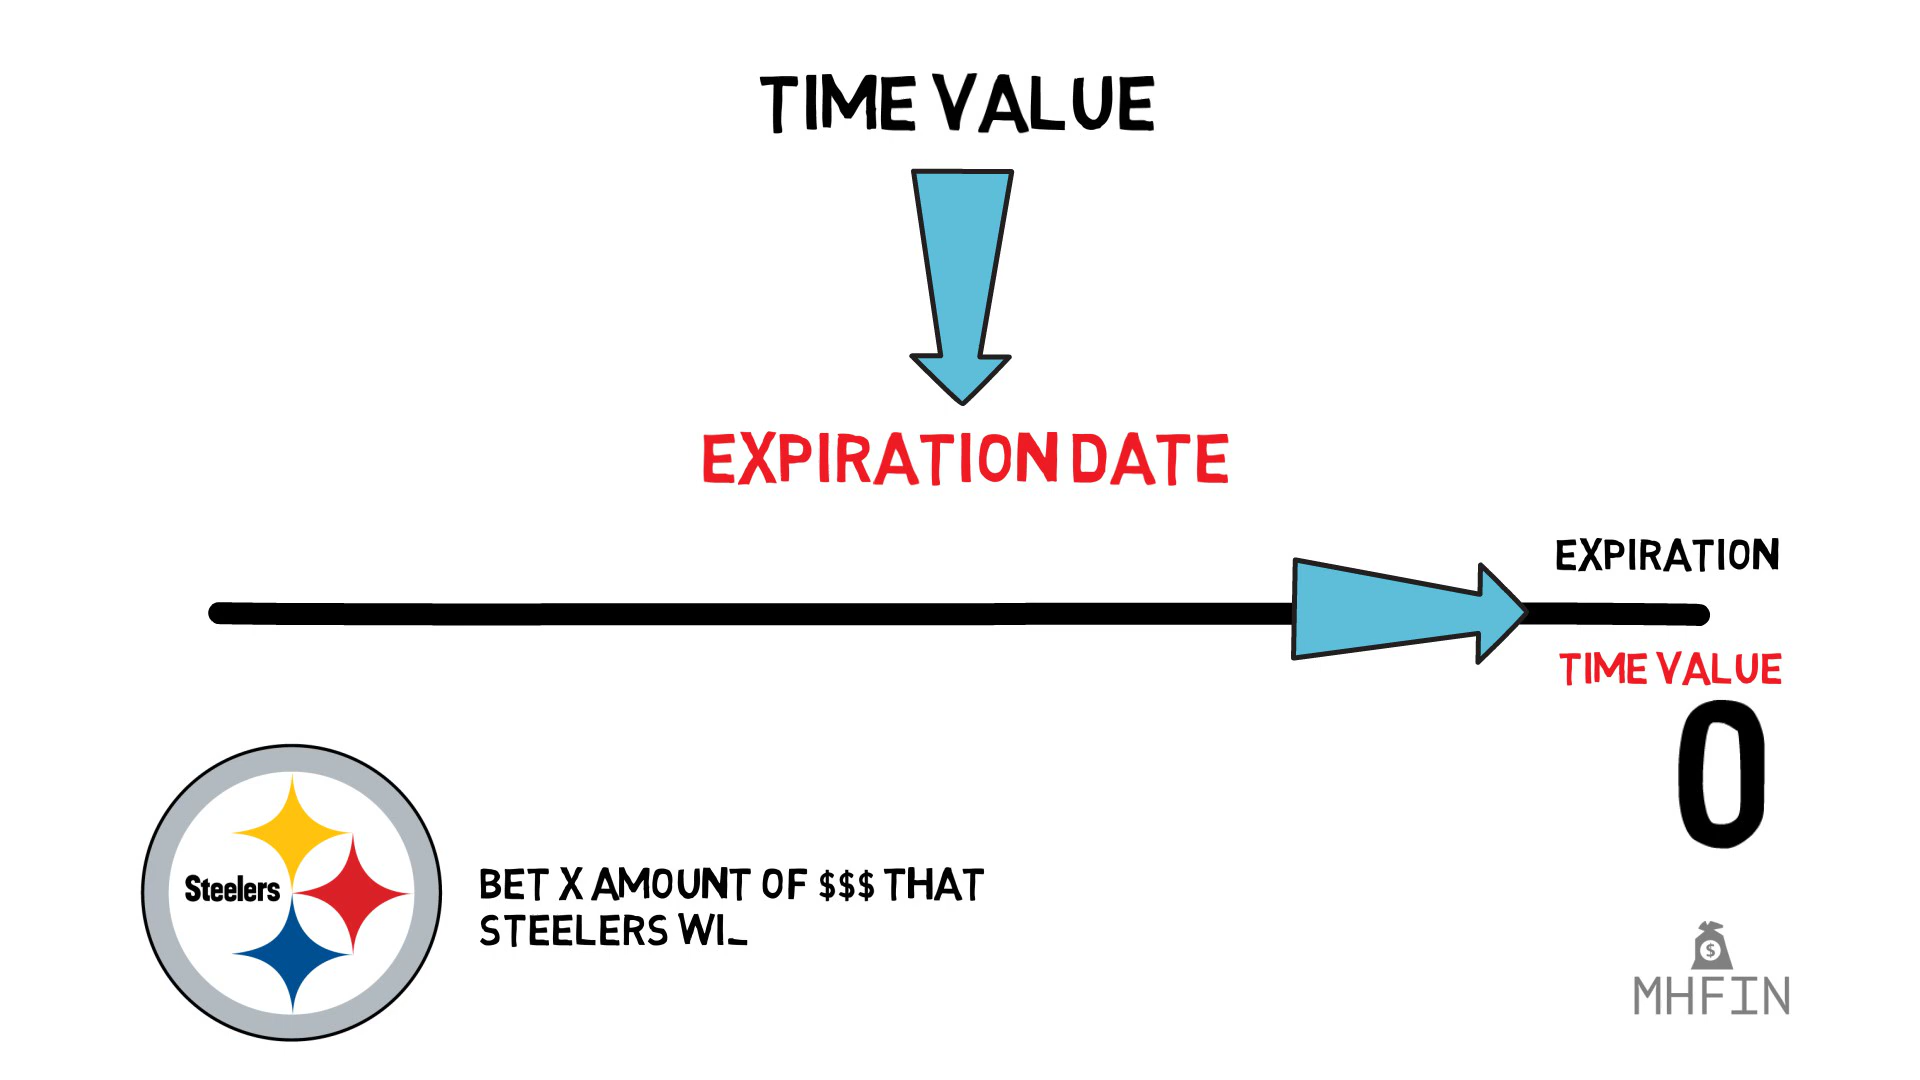 TIME VALUE
EXPIRATION DATE
EXPIRATION
TIME VALUE
0
Steelers
BET X AMOUNT OF $$$ THAT
STEELERS WI_
$
MHFIN